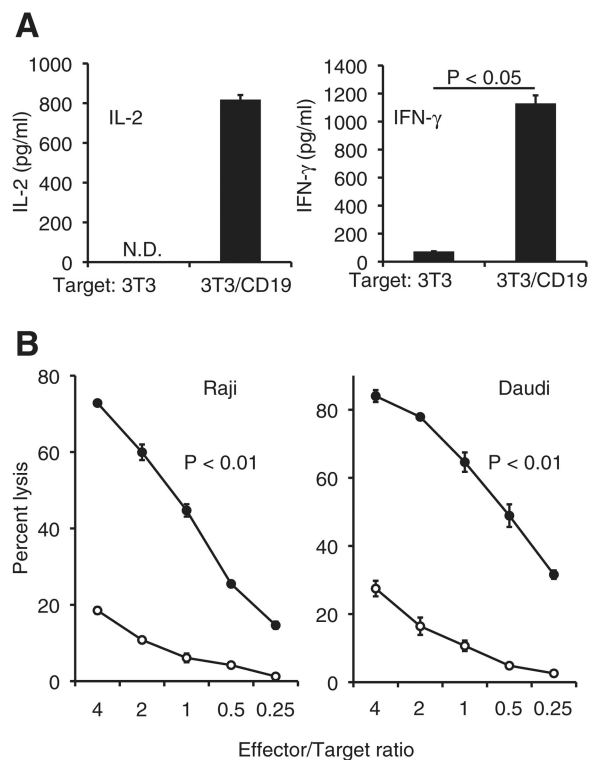 A
IL-2 (pg/ml)
1000
800
600
400
200
0
IL-2
N.D.
Target: 3T3 3T3/CD19
IFN-γ (pg/ml)
1400
1200
1000
800
600
400
200
0
P < 0.05
IFN-γ
Target: 3T3 3T3/CD19
B
Percent lysis
80
60
40
20
0
Raji
P < 0.01
4 2 1 0.5 0.25
80
60
40
20
0
Daudi
P < 0.01
4 2 1 0.5 0.25
Effector/Target ratio